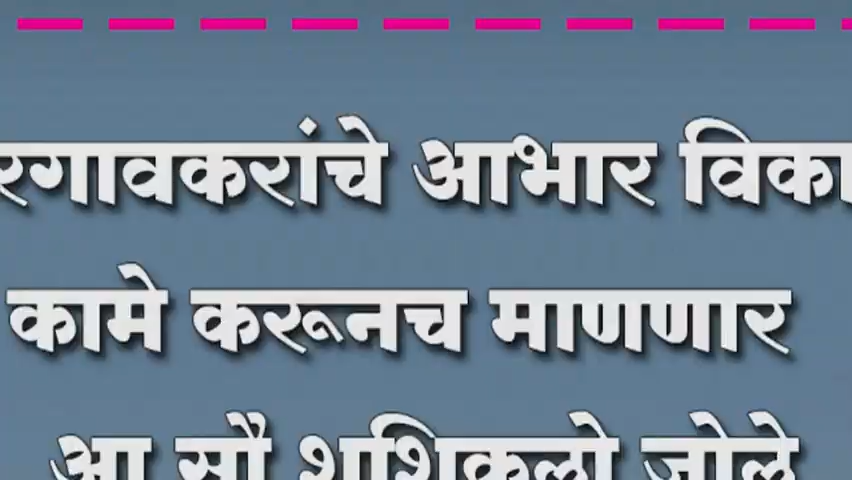 रगावकरांचे आभार विका
कामे करूनच माणणार
आ सौ शशिकलो जोले